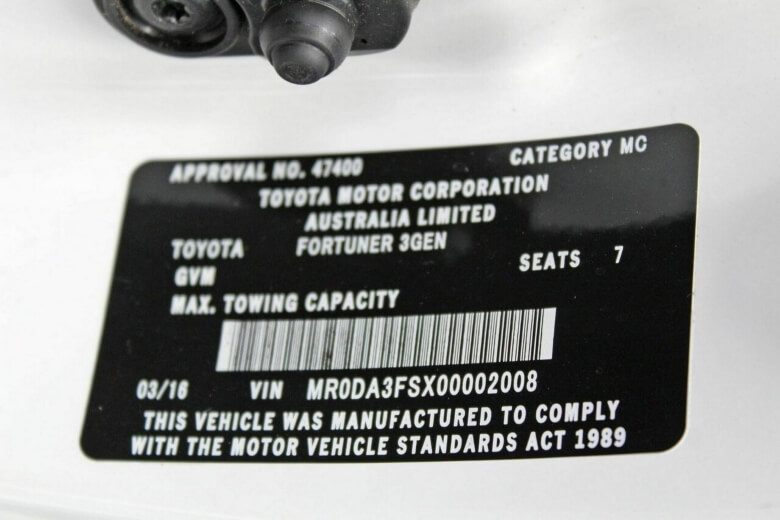 APPROVAL NO. 47400 CATEGORY MC
TOYOTA MOTOR CORPORATION
AUSTRALIA LIMITED
TOYOTA FORTUNER 3GEN
GVM SEATS 7
MAX. TOWING CAPACITY
03/16 VIN MR0DA3FSX00002008
THIS VEHICLE WAS MANUFACTURED TO COMPLY
WITH THE MOTOR VEHICLE STANDARDS ACT 1989